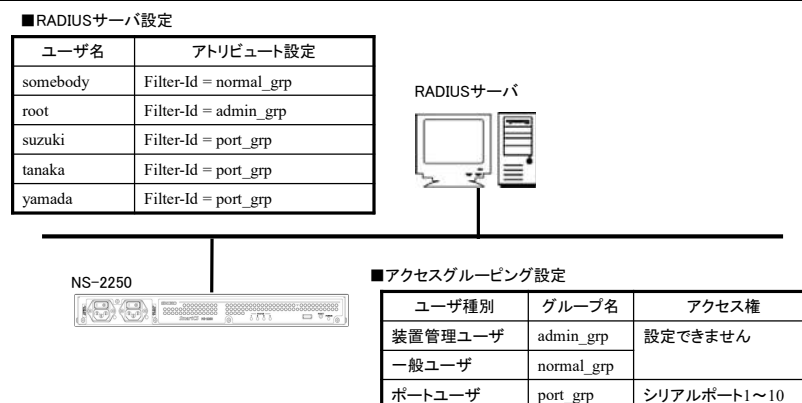 ■RADIUSサーバ設定
ユーザ名 アトリビュート設定
somebody Filter-Id = normal_grp
root Filter-Id = admin_grp
suzuki Filter-Id = port_grp
tanaka Filter-Id = port_grp
yamada Filter-Id = port_grp
RADIUSサーバ
NS-2250
■アクセスグルーピング設定
ユーザ種別 グループ名 アクセス権
装置管理ユーザ admin_grp 設定できません
一般ユーザ normal_grp
ポートユーザ port_grp シリアルポート1～10